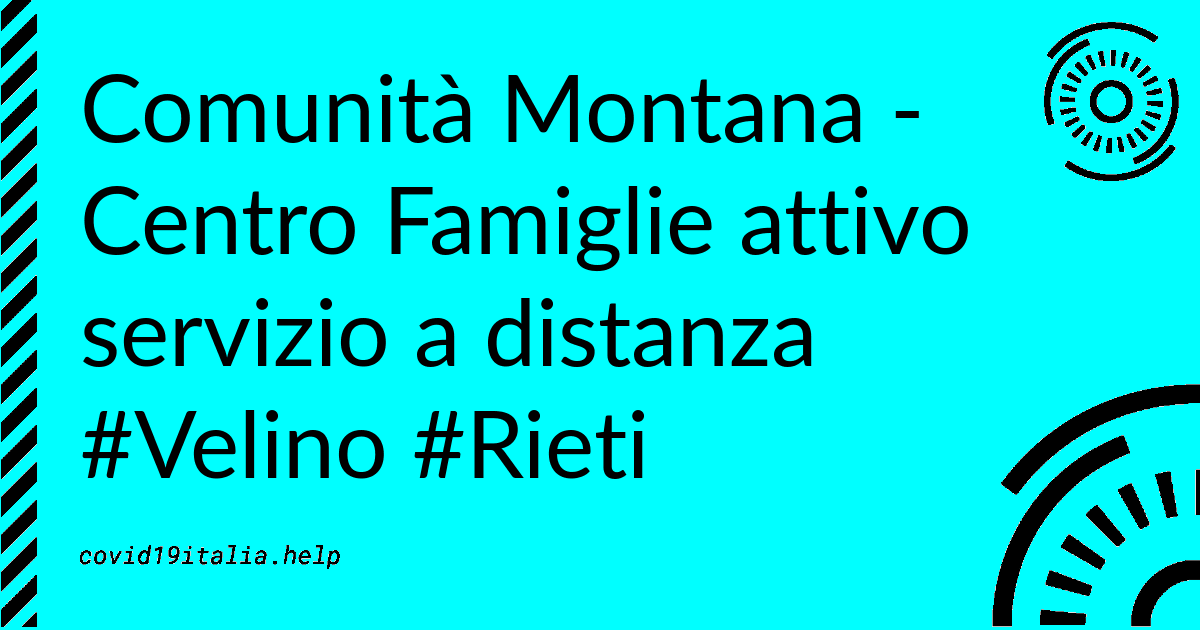 Comunità Montana -
Centro Famiglie attivo
servizio a distanza
#Velino #Rieti
covid19italia.help